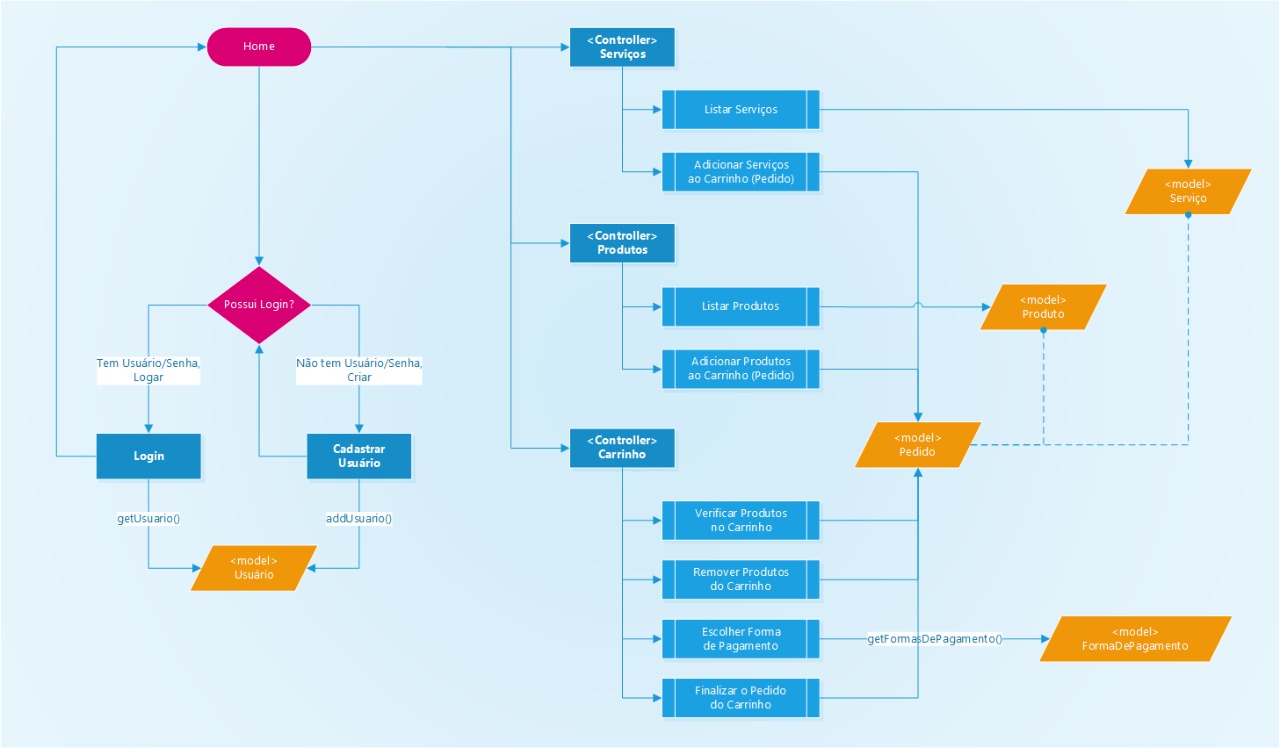 Home
<Controller>
Serviços
Listar Serviços
Adicionar Serviços
ao Carrinho (Pedido)
<model>
Serviço
<Controller>
Produtos
Listar Produtos
<model>
Produto
Adicionar Produtos
ao Carrinho (Pedido)
Possui Login?
Tem Usuário/Senha,
Logar
Não tem Usuário/Senha,
Criar
Login
Cadastrar
Usuário
getUsuario()
addUsuario()
<model>
Usuário
<Controller>
Carrinho
<model>
Pedido
Verificar Produtos
no Carrinho
Remover Produtos
do Carrinho
Escolher Forma
de Pagamento
getFormasDePagamento()
<model>
FormaDePagamento
Finalizar o Pedido
do Carrinho